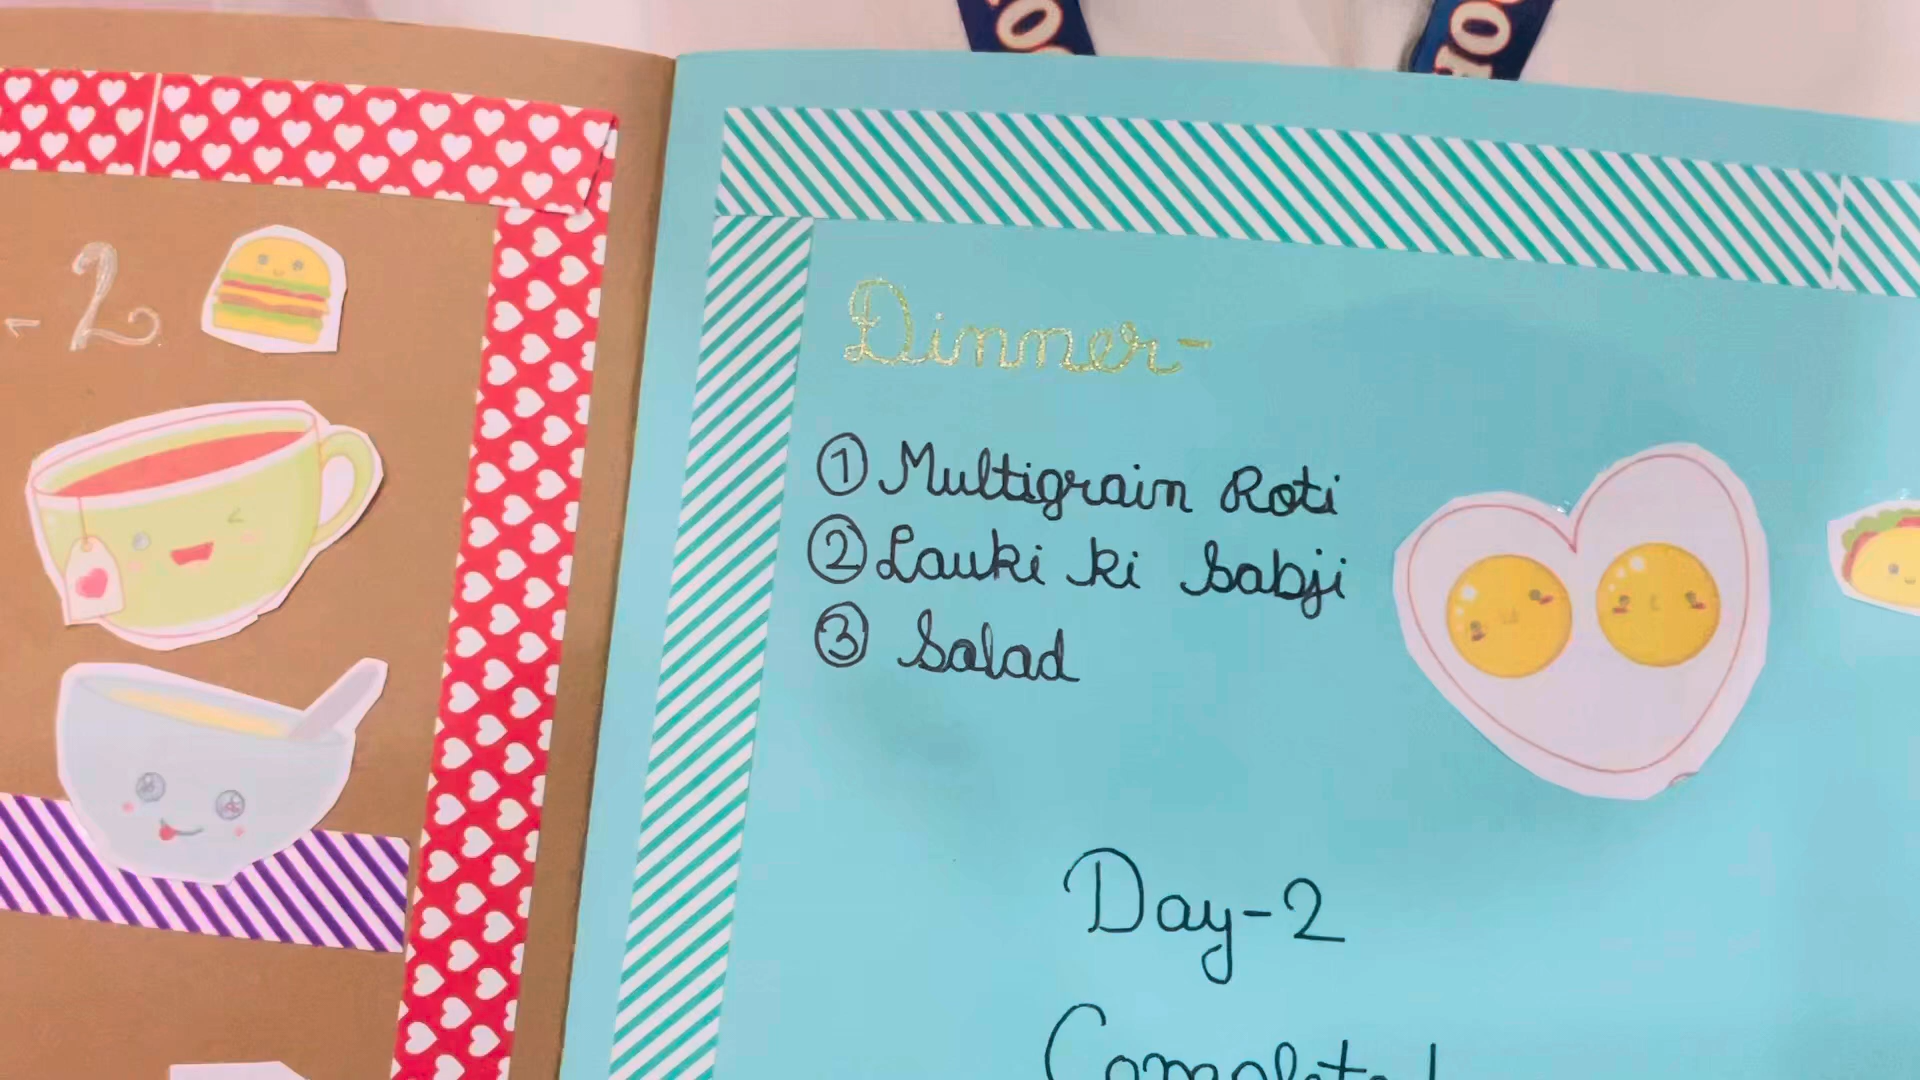 -2
Dinner-
① Multigrain Roti
② Lauki ki Sabji
③ Salad
Day-2